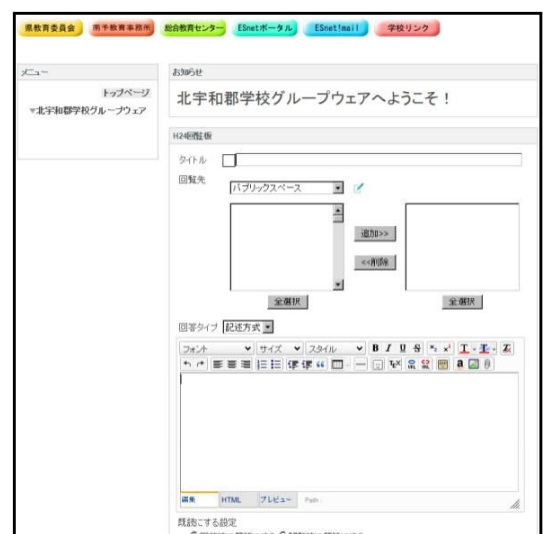 県教育委員会 南予教育事務所 総合教育センター ESnetポータル ESnet!mail 学校リンク
メニュー
トップページ
▼北宇和郡学校グループウェア
お知らせ
北宇和郡学校グループウェアへようこそ！
H24回覧板
タイトル
回覧先
パブリックスペース
追加>>
<<削除
全選択 全選択
回答タイプ 記述方式
フォント サイズ スタイル
編集 HTML プレビュー Path:
既読にする設定